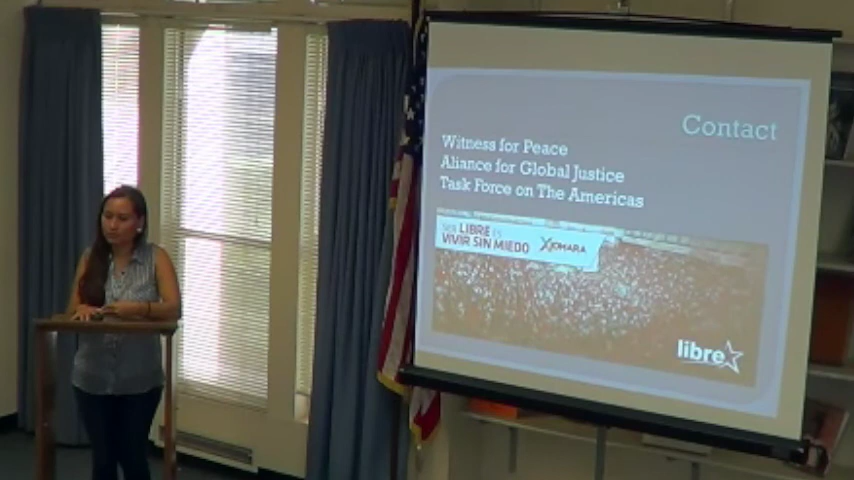 Contact
Witness for Peace
Aliance for Global Justice
Task Force on The Americas
SER LIBRE ES
VIVIR SIN MIEDO
XIOMARA
libre